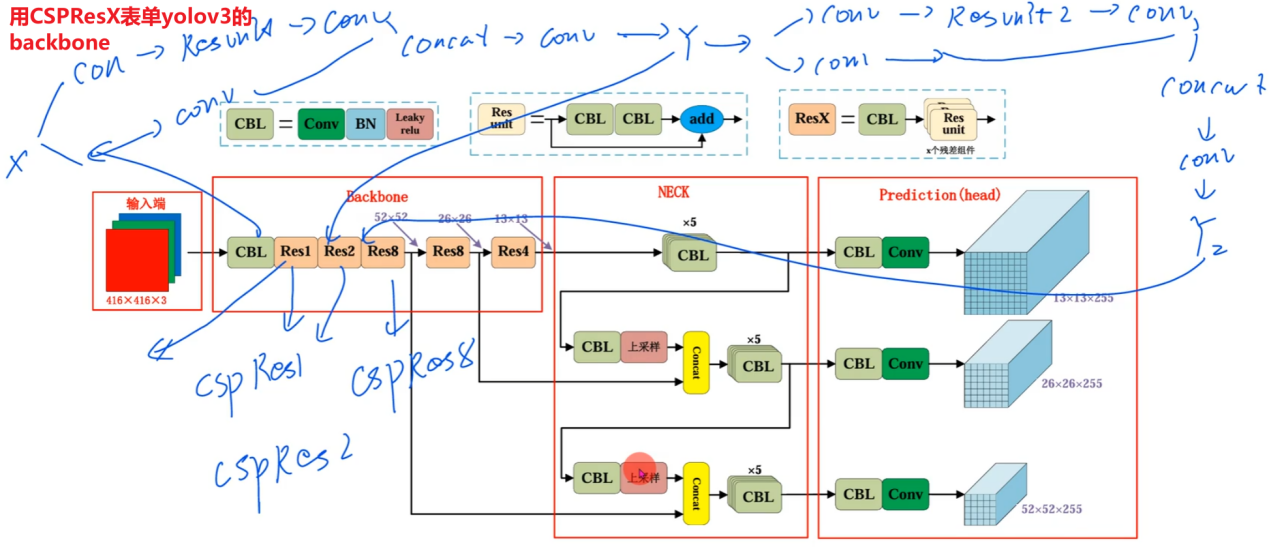 用CSPResX表单yolov3的
backbone
con → Resunit → conv
concat → conv → Y → conv → Resunit 2 → conv
conv
conv
concat
conv
X
2
CBL = Conv BN Leaky relu
Res unit = CBL CBL add
ResX = CBL Res unit
x个残差组件
输入端
416×416×3
Backbone
52×52 26×26 13×13
CBL Res1 Res2 Res8 Res8 Res4
NECK
×5
CBL
CBL 上采样 Concat
×5
CBL
CBL 上采样 Concat
×5
CBL
Prediction(head)
CBL Conv
13×13×255
CBL Conv
26×26×255
CBL Conv
52×52×255
cspRes1
cspRes8
cspRes2